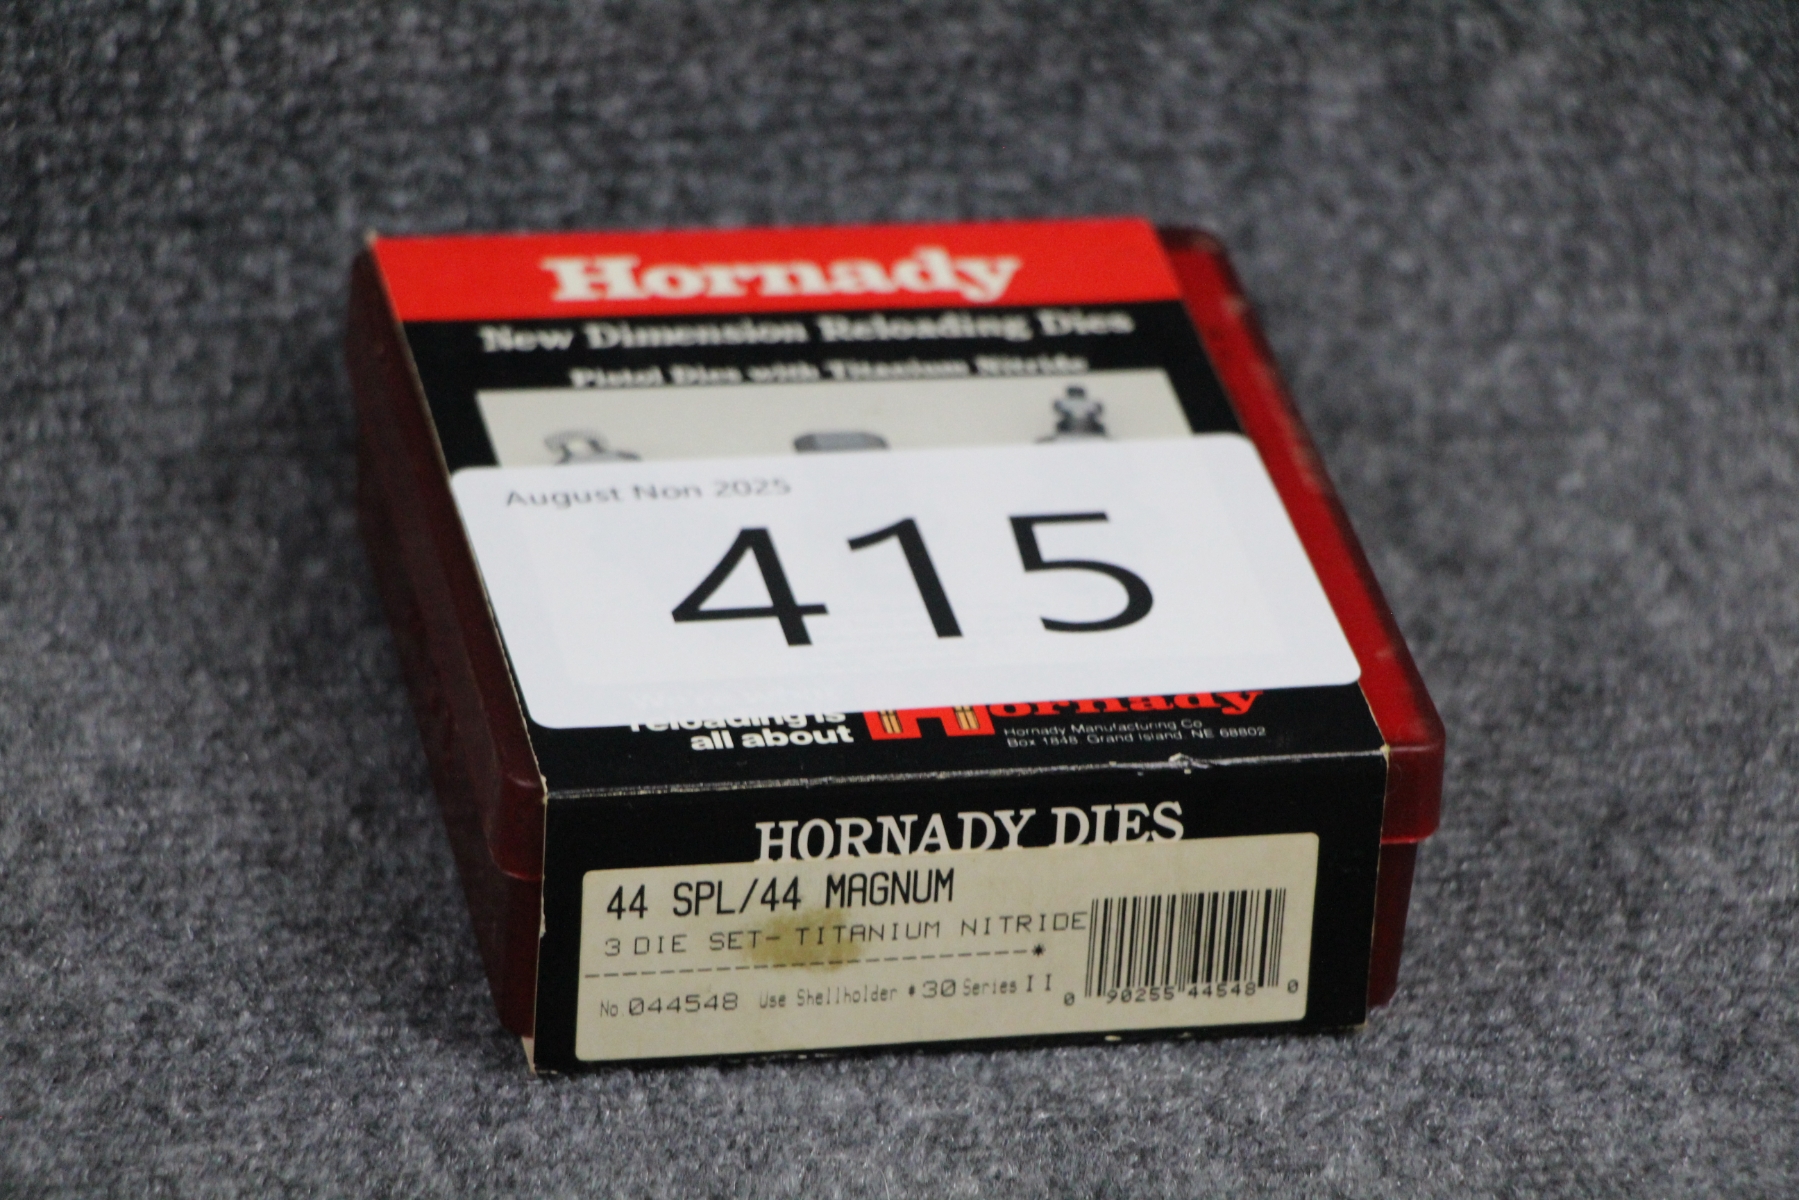 Hornady
New Dimension Reloading Dies
Pistol Dies with Titanium Nitride
August Non 2025
415
reloading is
all about
Hornady
Hornady Manufacturing Co.
Box 1848 Grand Island, NE 68802
HORNADY DIES
44 SPL/44 MAGNUM
3 DIE SET- TITANIUM NITRIDE
--------------------*
No. 044548 Use Shellholder #30 Series II
0 90255 44548 0